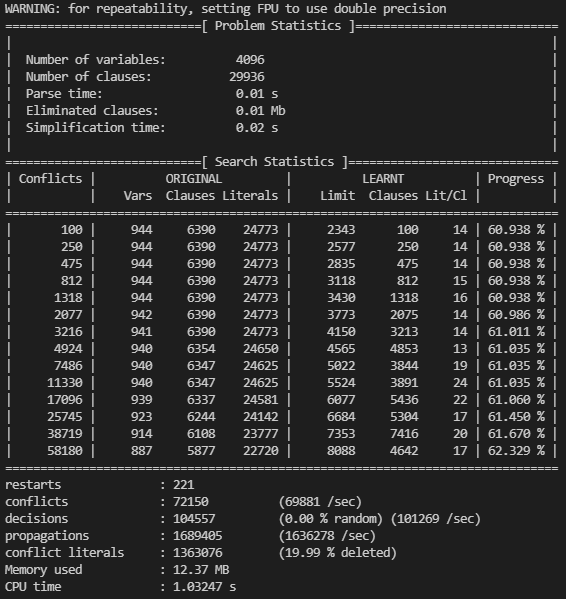 WARNING: for repeatability, setting FPU to use double precision
============================[ Problem Statistics ]=============================
|                                                                             |
|  Number of variables:          4096                                         |
|  Number of clauses:           29936                                         |
|  Parse time:                   0.01 s                                       |
|  Eliminated clauses:           0.01 Mb                                      |
|  Simplification time:          0.02 s                                       |
|                                                                             |
============================[ Search Statistics ]==============================
| Conflicts |          ORIGINAL         |          LEARNT          | Progress |
|           |    Vars  Clauses Literals |    Limit  Clauses Lit/Cl |          |
===============================================================================
|       100 |     944     6390    24773 |     2343      100     14 | 60.938 % |
|       250 |     944     6390    24773 |     2577      250     14 | 60.938 % |
|       475 |     944     6390    24773 |     2835      475     14 | 60.938 % |
|       812 |     944     6390    24773 |     3118      812     15 | 60.938 % |
|      1318 |     944     6390    24773 |     3430     1318     16 | 60.938 % |
|      2077 |     942     6390    24773 |     3773     2075     14 | 60.986 % |
|      3216 |     941     6390    24773 |     4150     3213     14 | 61.011 % |
|      4924 |     940     6354    24650 |     4565     4853     13 | 61.035 % |
|      7486 |     940     6347    24625 |     5022     3844     19 | 61.035 % |
|     11330 |     940     6347    24625 |     5524     3891     24 | 61.035 % |
|     17096 |     939     6337    24581 |     6077     5436     22 | 61.060 % |
|     25745 |     923     6244    24142 |     6684     5304     17 | 61.450 % |
|     38719 |     914     6108    23777 |     7353     7416     20 | 61.670 % |
|     58180 |     887     5877    22720 |     8088     4642     17 | 62.329 % |
===============================================================================
restarts              : 221
conflicts             : 72150          (69881 /sec)
decisions             : 104557         (0.00 % random) (101269 /sec)
propagations          : 1689405        (1636278 /sec)
conflict literals     : 1363076        (19.99 % deleted)
Memory used           : 12.37 MB
CPU time              : 1.03247 s